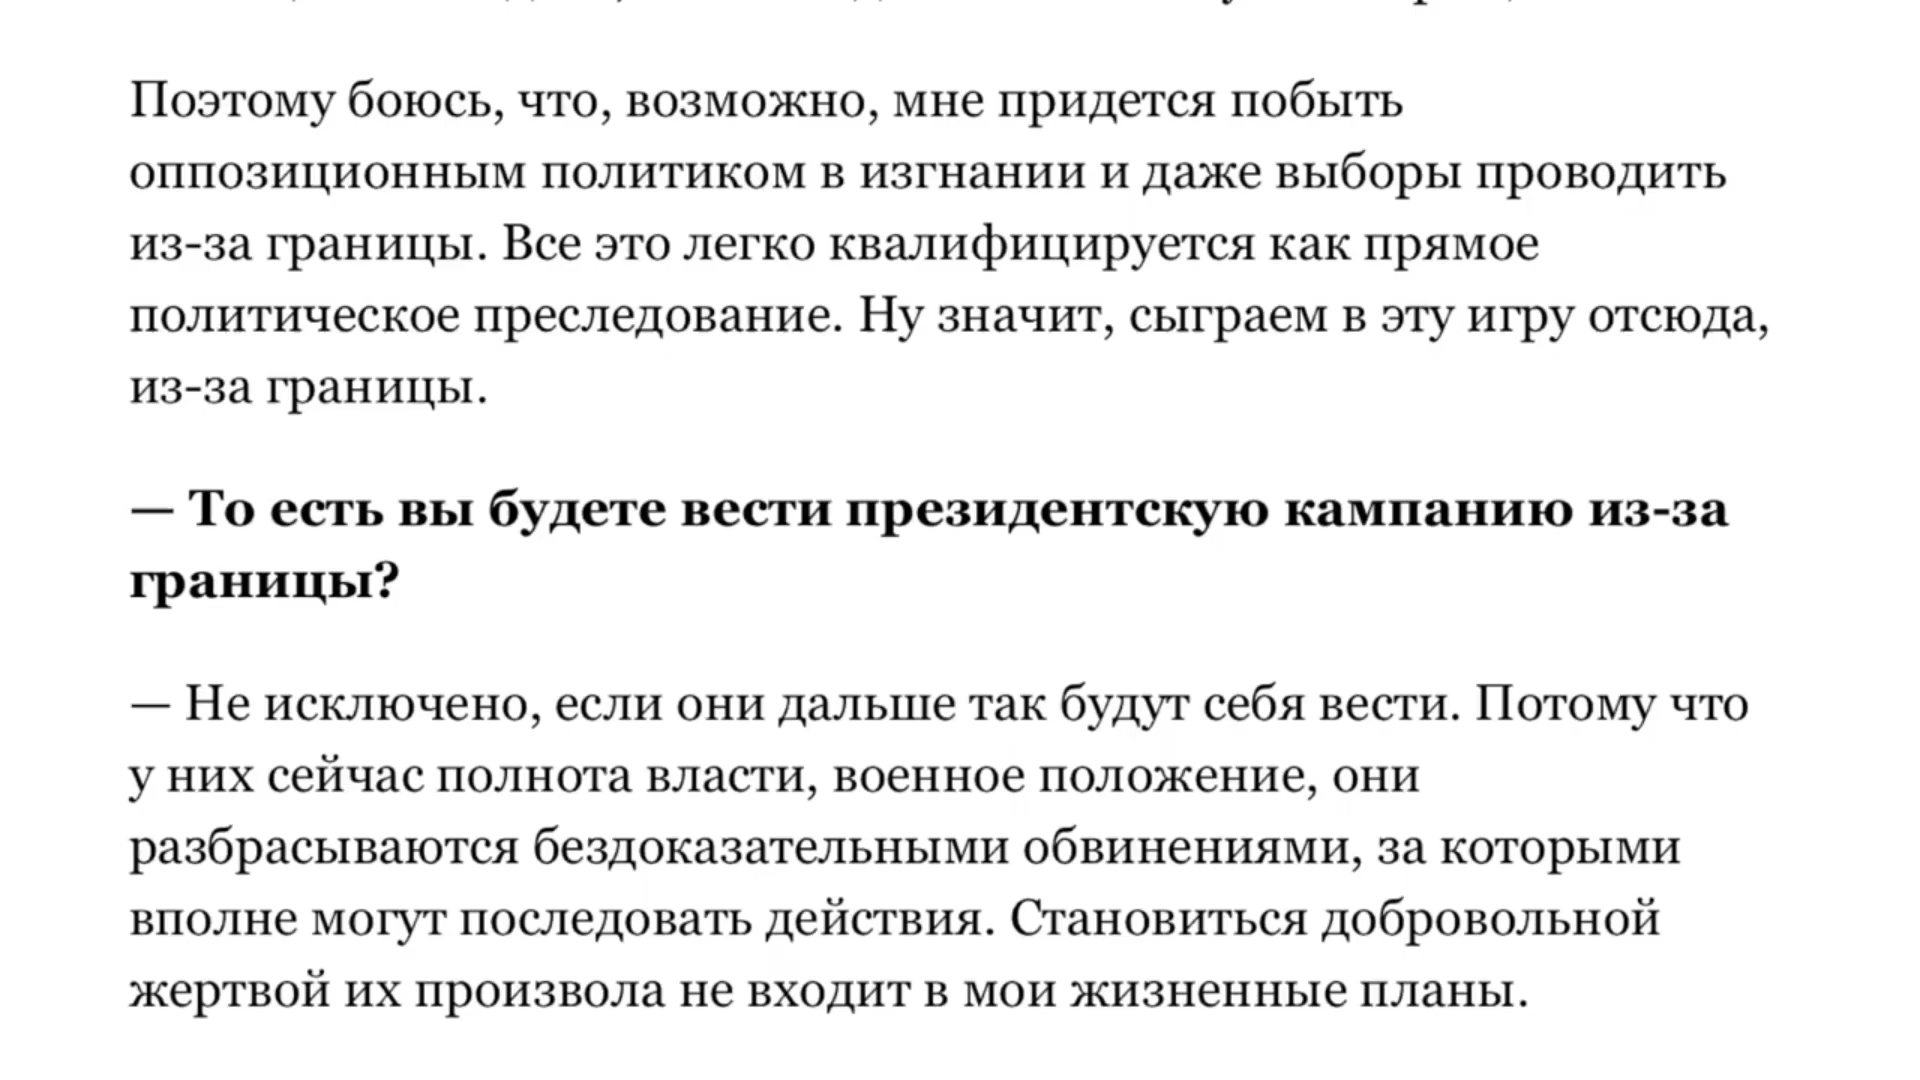 Поэтому боюсь, что, возможно, мне придется побыть
оппозиционным политиком в изгнании и даже выборы проводить
из-за границы. Все это легко квалифицируется как прямое
политическое преследование. Ну значит, сыграем в эту игру отсюда,
из-за границы.
— То есть вы будете вести президентскую кампанию из-за
границы?
— Не исключено, если они дальше так будут себя вести. Потому что
у них сейчас полнота власти, военное положение, они
разбрасываются бездоказательными обвинениями, за которыми
вполне могут последовать действия. Становиться добровольной
жертвой их произвола не входит в мои жизненные планы.